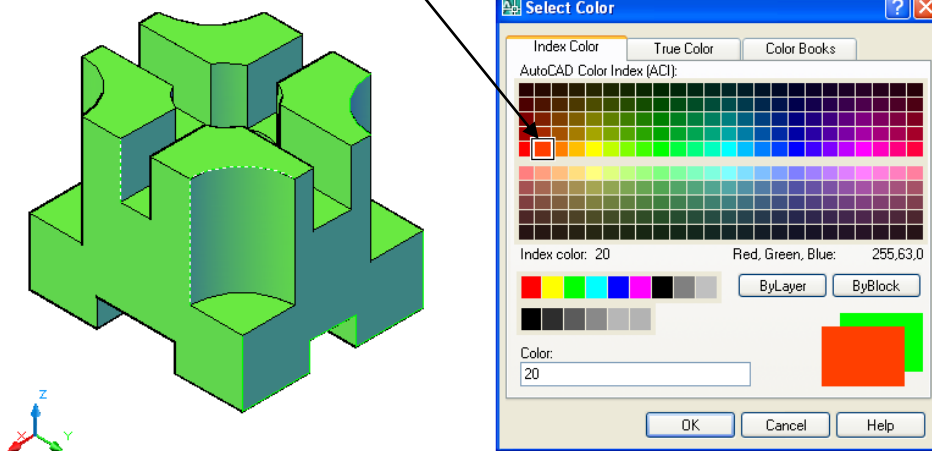 Select Color
Index Color True Color Color Books
AutoCAD Color Index (ACI):
Index color: 20 Red, Green, Blue: 255,63,0
ByLayer ByBlock
Color:
20
OK Cancel Help
Z
X Y